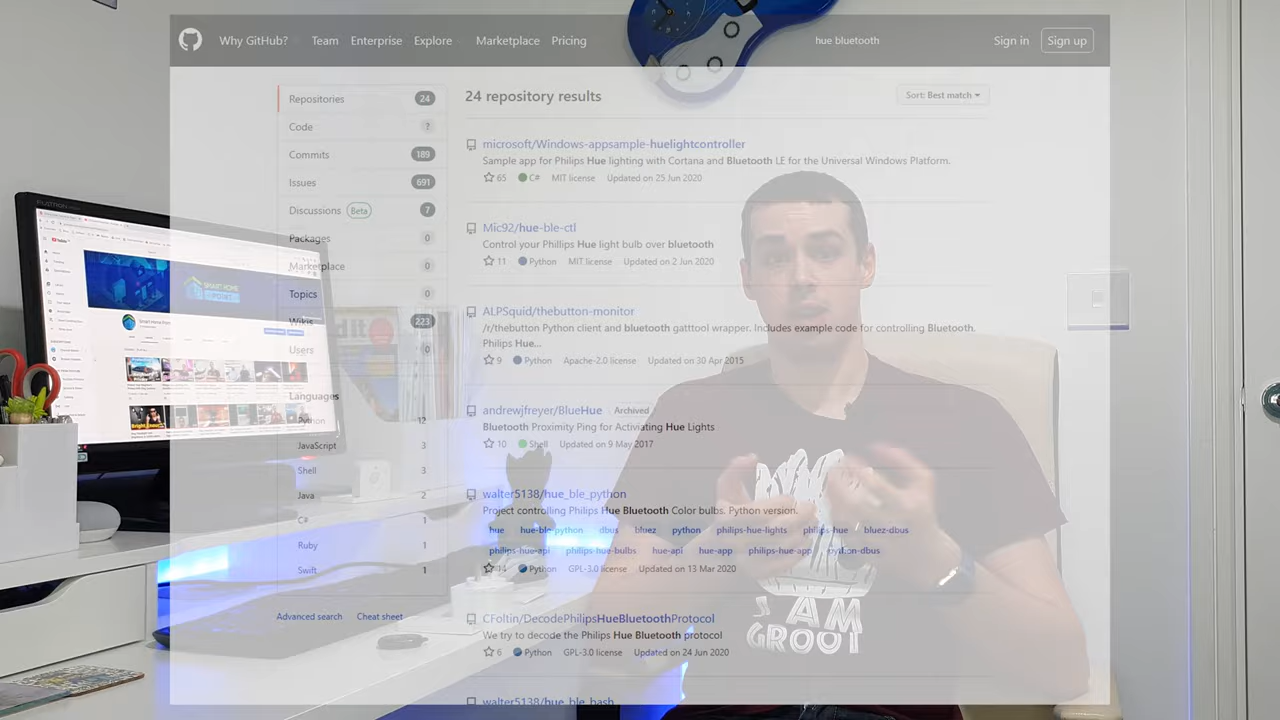 Why GitHub?
Team
Enterprise
Explore
Marketplace
Pricing
hue bluetooth
Sign in
Sign up
Repositories 24
Code ?
Commits 189
Issues 691
Discussions Beta 7
Packages 0
Marketplace 0
Topics 0
Wikis 223
Users 0
Languages
Python 12
JavaScript 3
Shell 3
Java 2
C# 1
Ruby 1
Swift 1
Advanced search Cheat sheet
24 repository results
Sort: Best match
microsoft/Windows-appsample-huelightcontroller
Sample app for Philips Hue lighting with Cortana and Bluetooth LE for the Universal Windows Platform.
65 C# MIT license Updated on 25 Jun 2020
Mic92/hue-ble-ctl
Control your Phillips Hue light bulb over bluetooth
11 Python MIT license Updated on 2 Jun 2020
ALPSquid/thebutton-monitor
/r/thebutton Python client and bluetooth gatttool wrapper. Includes example code for controlling Bluetooth.
Philips Hue...
9 Python Apache-2.0 license Updated on 30 Apr 2015
andrewjfreyer/BlueHue Archived
Bluetooth Proximity Ping for Activating Hue Lights
10 Shell Updated on 9 May 2017
walter5138/hue_ble_python
Project controlling Philips Hue Bluetooth Color bulbs. Python version.
hue hue-ble-python dbus bluez python philips-hue-lights philips-hue bluez-dbus
philips-hue-api philips-hue-bulbs hue-api hue-app philips-hue-app python-dbus
14 Python GPL-3.0 license Updated on 13 Mar 2020
CFoltin/DecodePhilipsHueBluetoothProtocol
We try to decode the Philips Hue Bluetooth protocol
6 Python GPL-3.0 license Updated on 24 Jun 2020
walter5138/hue_ble_bash
AM
GROOT